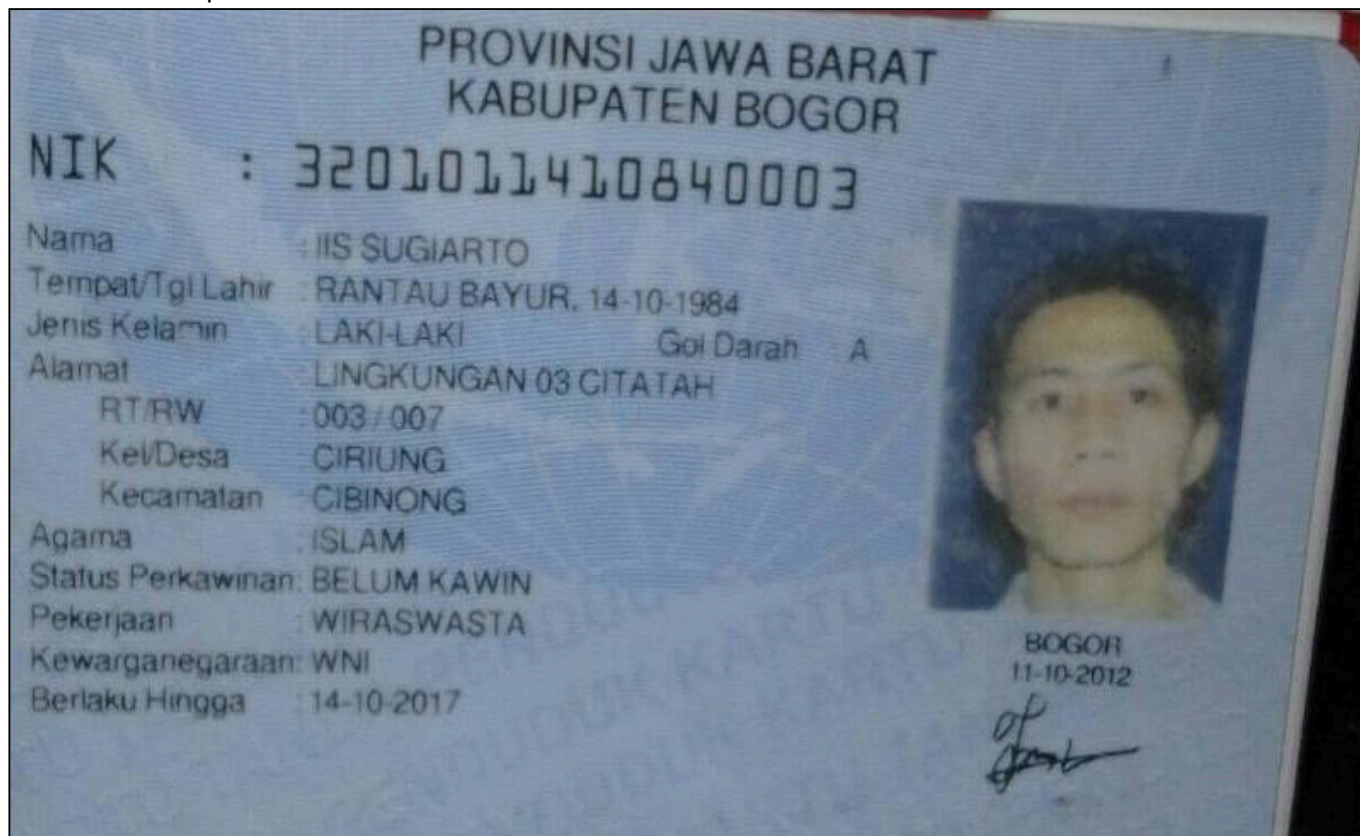 PROVINSI JAWA BARAT
KABUPATEN BOGOR
NIK : 3201011410840003
Nama : IIS SUGIARTO
Tempat/Tgl Lahir : RANTAU BAYUR, 14-10-1984
Jenis Kelamin : LAKI-LAKI Gol Darah : A
Alamat : LINGKUNGAN 03 CITATAH
RT/RW : 003 / 007
Kel/Desa : CIRIUNG
Kecamatan : CIBINONG
Agama : ISLAM
Status Perkawinan: BELUM KAWIN
Pekerjaan : WIRASWASTA
Kewarganegaraan: WNI
Berlaku Hingga : 14-10-2017
BOGOR
11-10-2012